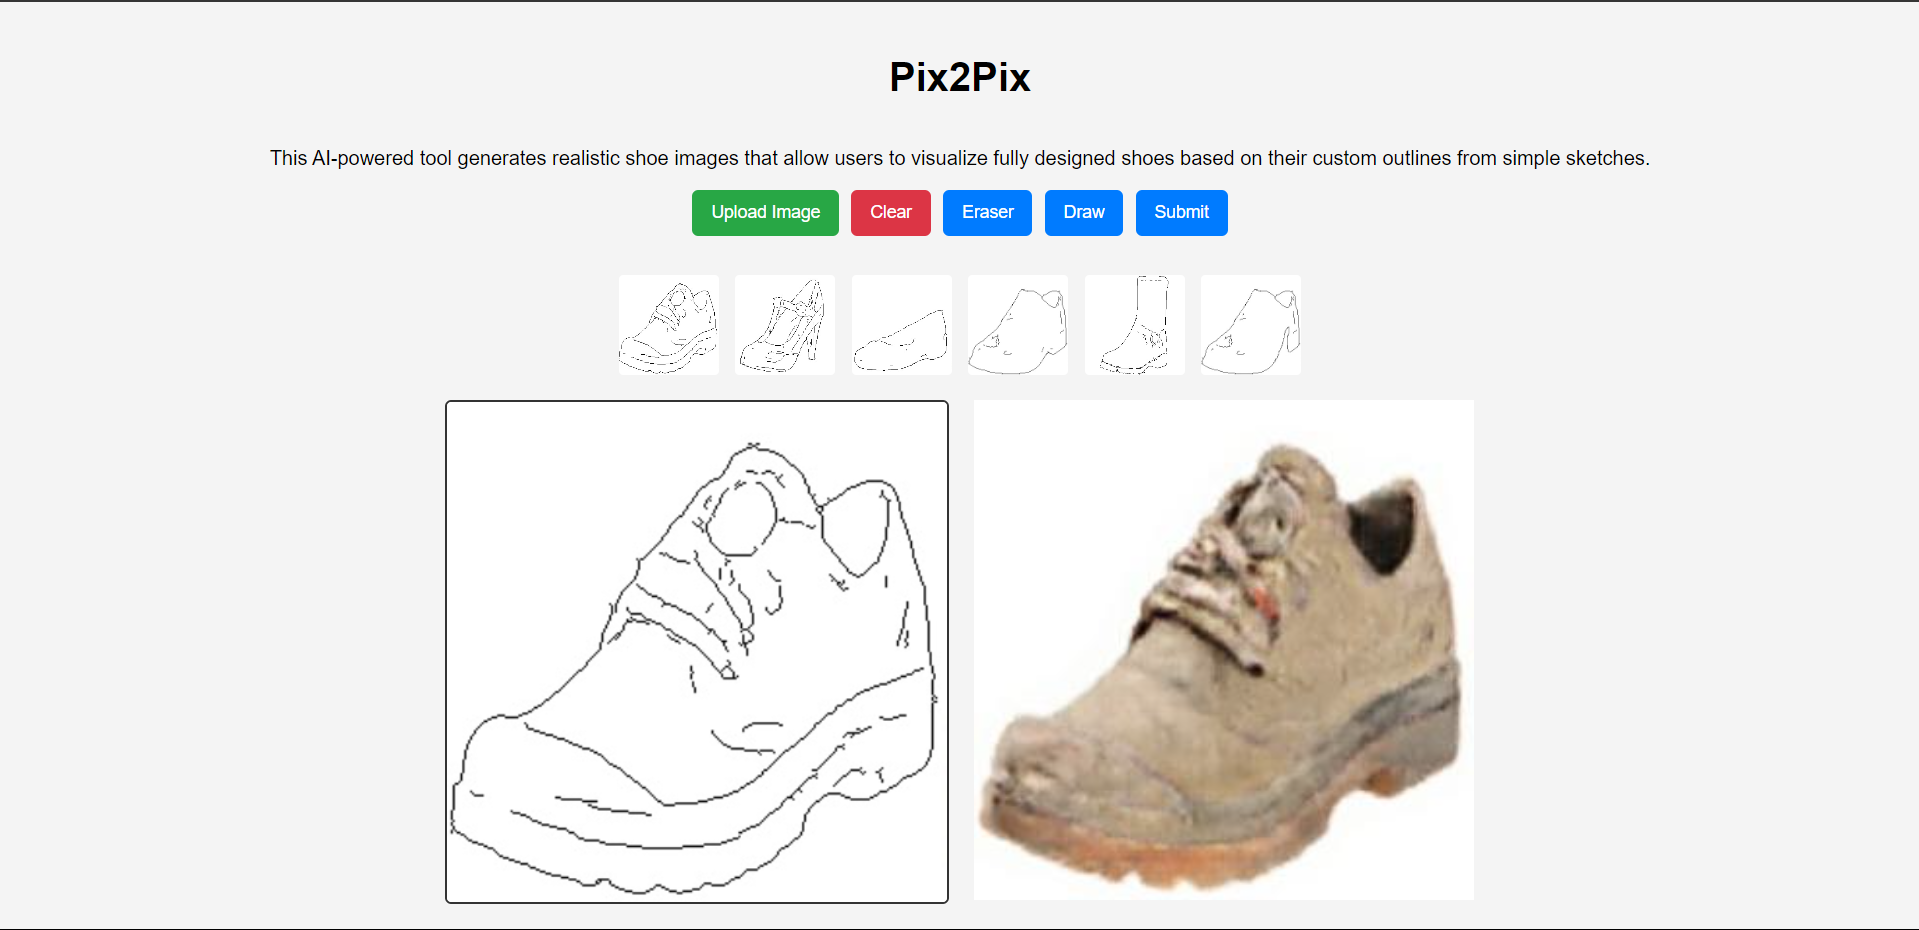 Pix2Pix
This AI-powered tool generates realistic shoe images that allow users to visualize fully designed shoes based on their custom outlines from simple sketches.
Upload Image Clear Eraser Draw Submit